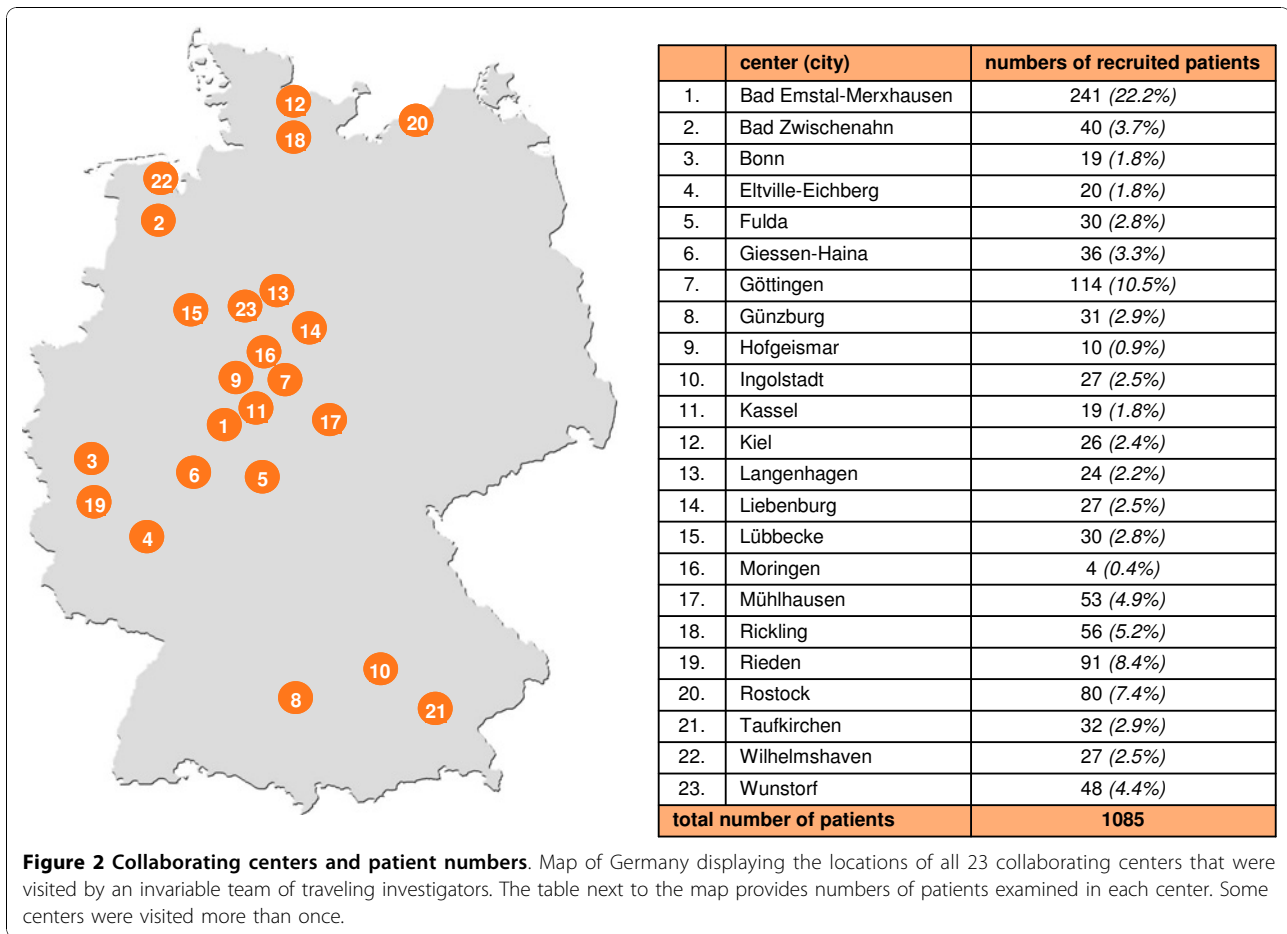 12
20
18
22
2
13
15
23
14
16
9
7
11
1
17
3
6
5
19
4
10
8
21
center (city) numbers of recruited patients
1. Bad Emstal-Merxhausen 241 (22.2%)
2. Bad Zwischenahn 40 (3.7%)
3. Bonn 19 (1.8%)
4. Eltville-Eichberg 20 (1.8%)
5. Fulda 30 (2.8%)
6. Giessen-Haina 36 (3.3%)
7. Göttingen 114 (10.5%)
8. Günzburg 31 (2.9%)
9. Hofgeismar 10 (0.9%)
10. Ingolstadt 27 (2.5%)
11. Kassel 19 (1.8%)
12. Kiel 26 (2.4%)
13. Langenhagen 24 (2.2%)
14. Liebenburg 27 (2.5%)
15. Lübbecke 30 (2.8%)
16. Moringen 4 (0.4%)
17. Mühlhausen 53 (4.9%)
18. Rickling 56 (5.2%)
19. Rieden 91 (8.4%)
20. Rostock 80 (7.4%)
21. Taufkirchen 32 (2.9%)
22. Wilhelmshaven 27 (2.5%)
23. Wunstorf 48 (4.4%)
total number of patients 1085
Figure 2 Collaborating centers and patient numbers. Map of Germany displaying the locations of all 23 collaborating centers that were
visited by an invariable team of traveling investigators. The table next to the map provides numbers of patients examined in each center. Some
centers were visited more than once.